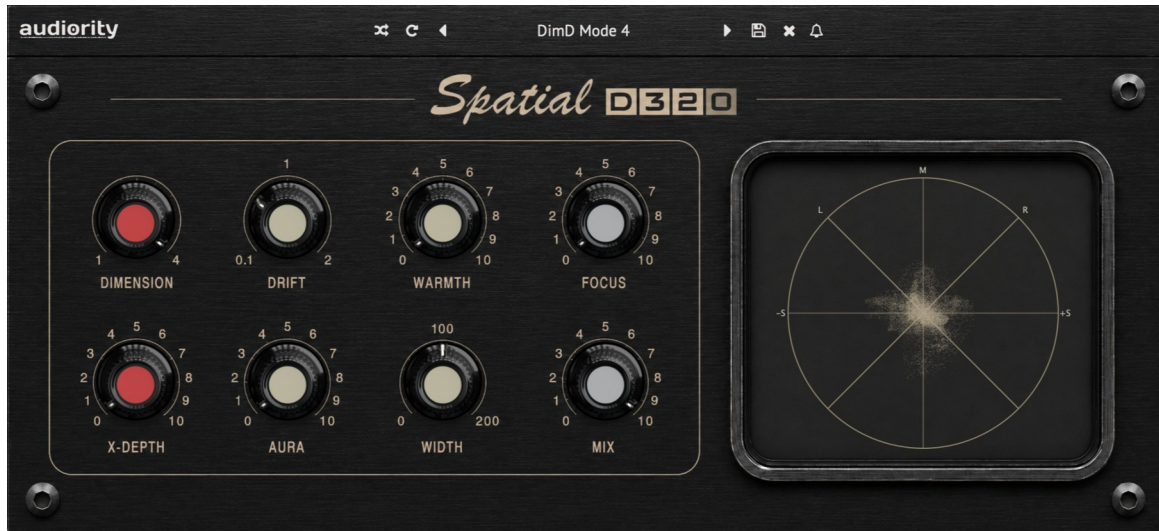 audiority
DimD Mode 4
Spatial D320
1 4
DIMENSION
0.1 1 2
DRIFT
0 1 2 3 4 5 6 7 8 9 10
WARMTH
0 1 2 3 4 5 6 7 8 9 10
FOCUS
0 1 2 3 4 5 6 7 8 9 10
X-DEPTH
0 1 2 3 4 5 6 7 8 9 10
AURA
0 100 200
WIDTH
0 1 2 3 4 5 6 7 8 9 10
MIX
M
L R
-S +S